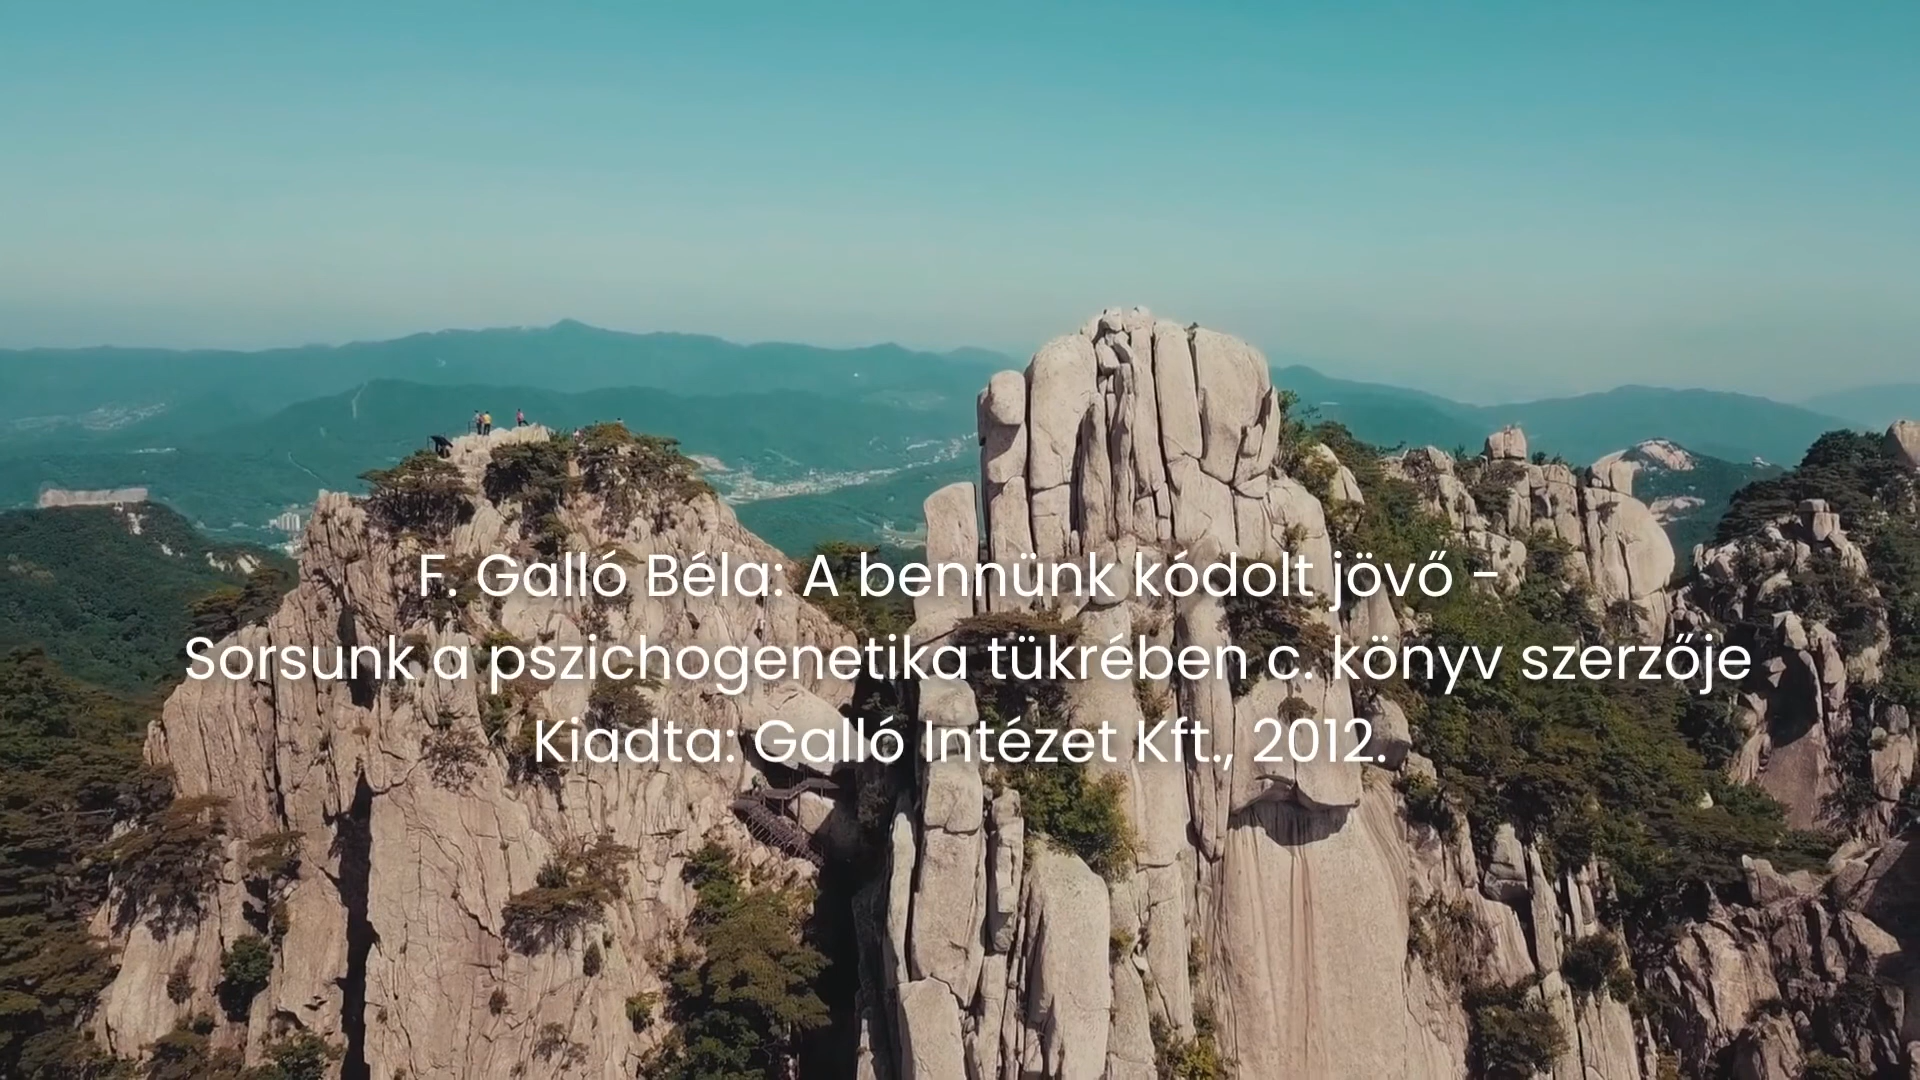 F. Galló Béla: A bennünk kódolt jövő -
Sorsunk a pszichogenetika tükrében c. könyv szerzője
Kiadta: Galló Intézet Kft., 2012.